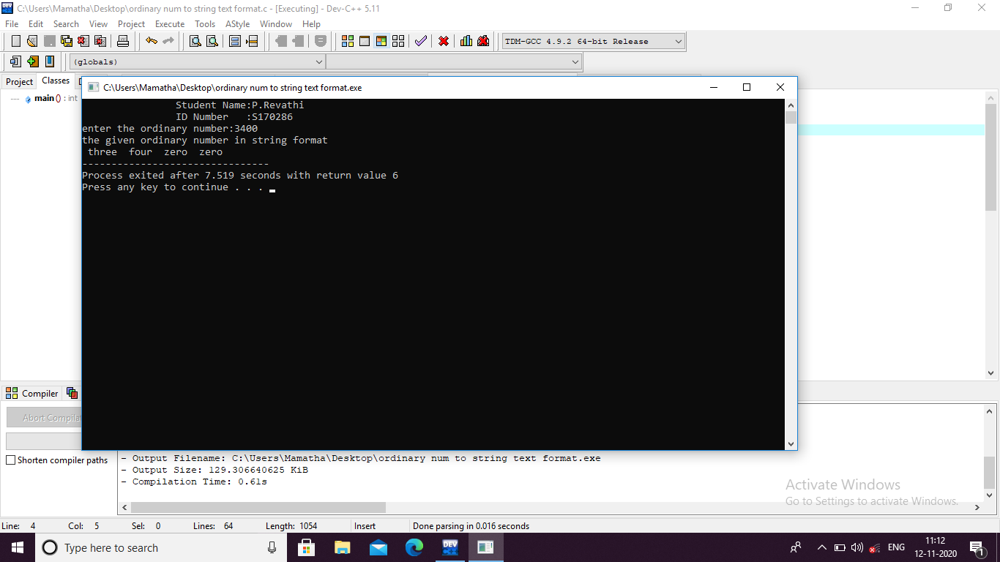 C:\Users\Mamatha\Desktop\ordinary num to string text format.c - [Executing] - Dev-C++ 5.11
File Edit Search View Project Execute Tools AStyle Window Help
TDM-GCC 4.9.2 64-bit Release
(globals)
Project Classes
main () : int
C:\Users\Mamatha\Desktop\ordinary num to string text format.exe
Student Name:P.Revathi
ID Number   :S170286
enter the ordinary number:3400
the given ordinary number in string format
three  four  zero  zero
--------------------------------
Process exited after 7.519 seconds with return value 6
Press any key to continue . . .
Compiler
Shorten compiler paths
- Output Filename: C:\Users\Mamatha\Desktop\ordinary num to string text format.exe
- Output Size: 129.306640625 KiB
- Compilation Time: 0.61s
Activate Windows
Go to Settings to activate Windows.
Line: 4 Col: 5 Sel: 0 Lines: 64 Length: 1054 Insert Done parsing in 0.016 seconds
Type here to search
DEV
ENG
11:12
12-11-2020
1